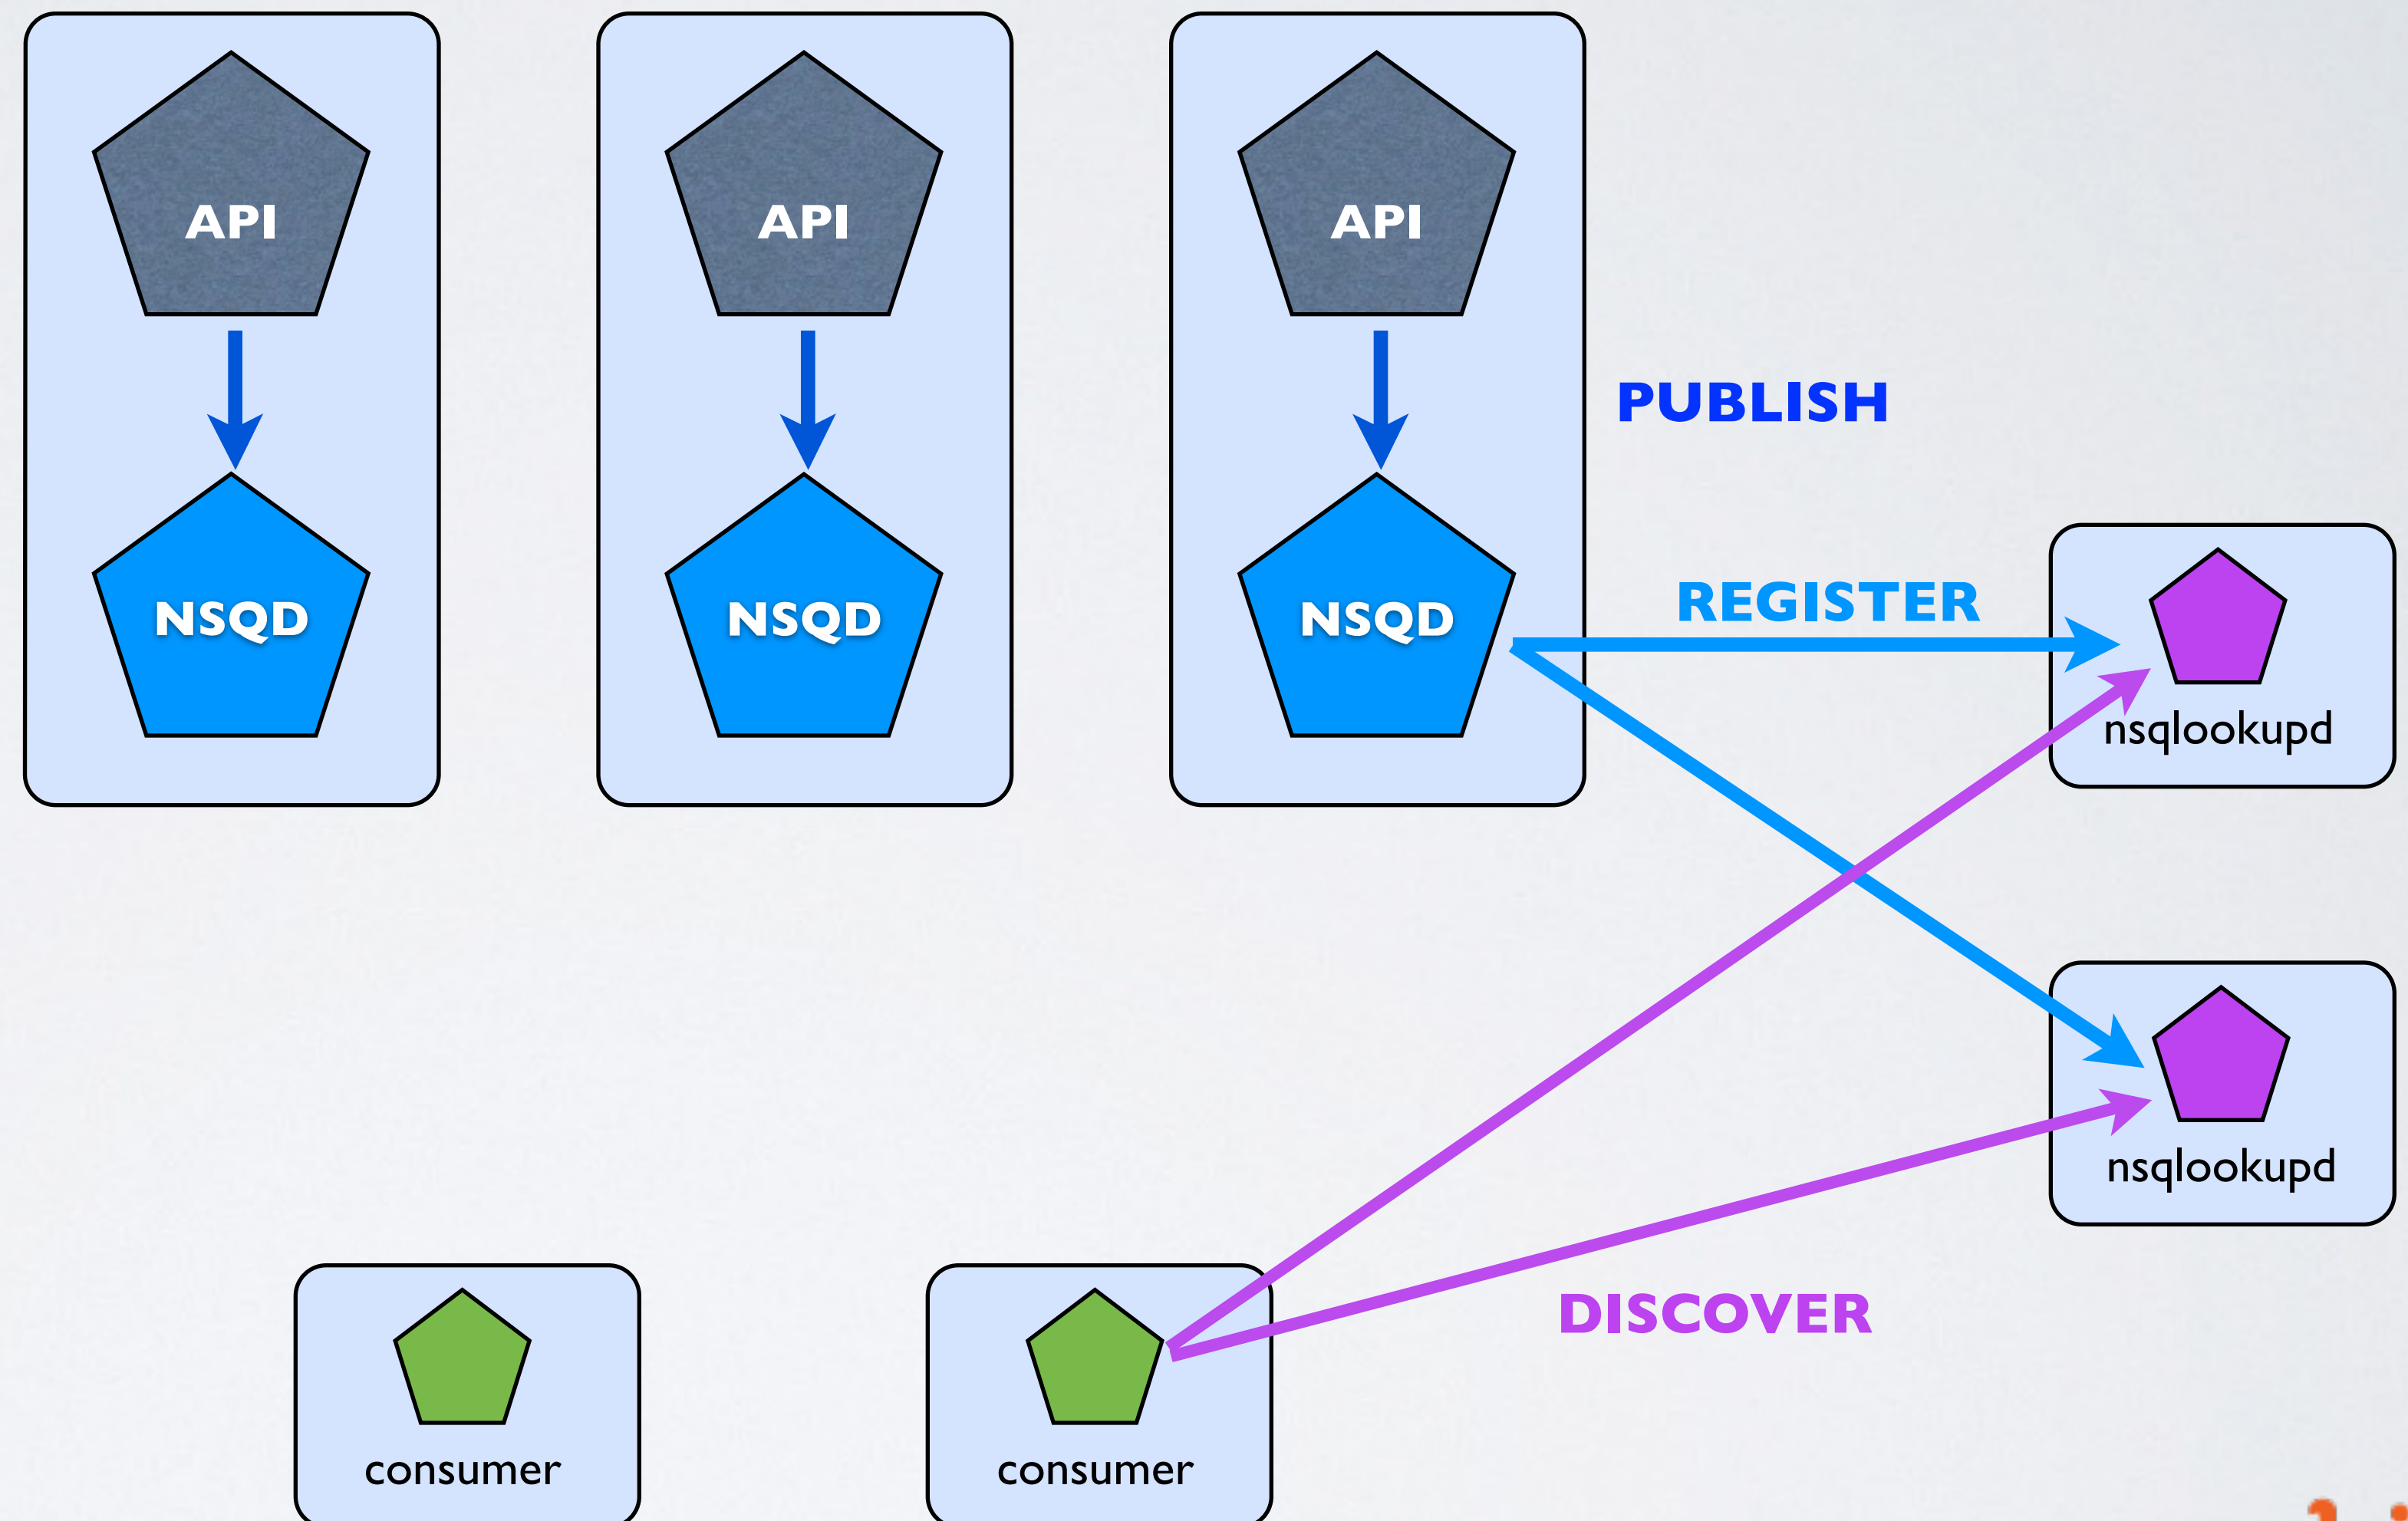 API
API
API
PUBLISH
NSQD
NSQD
NSQD
REGISTER
nsqlookupd
nsqlookupd
DISCOVER
consumer
consumer